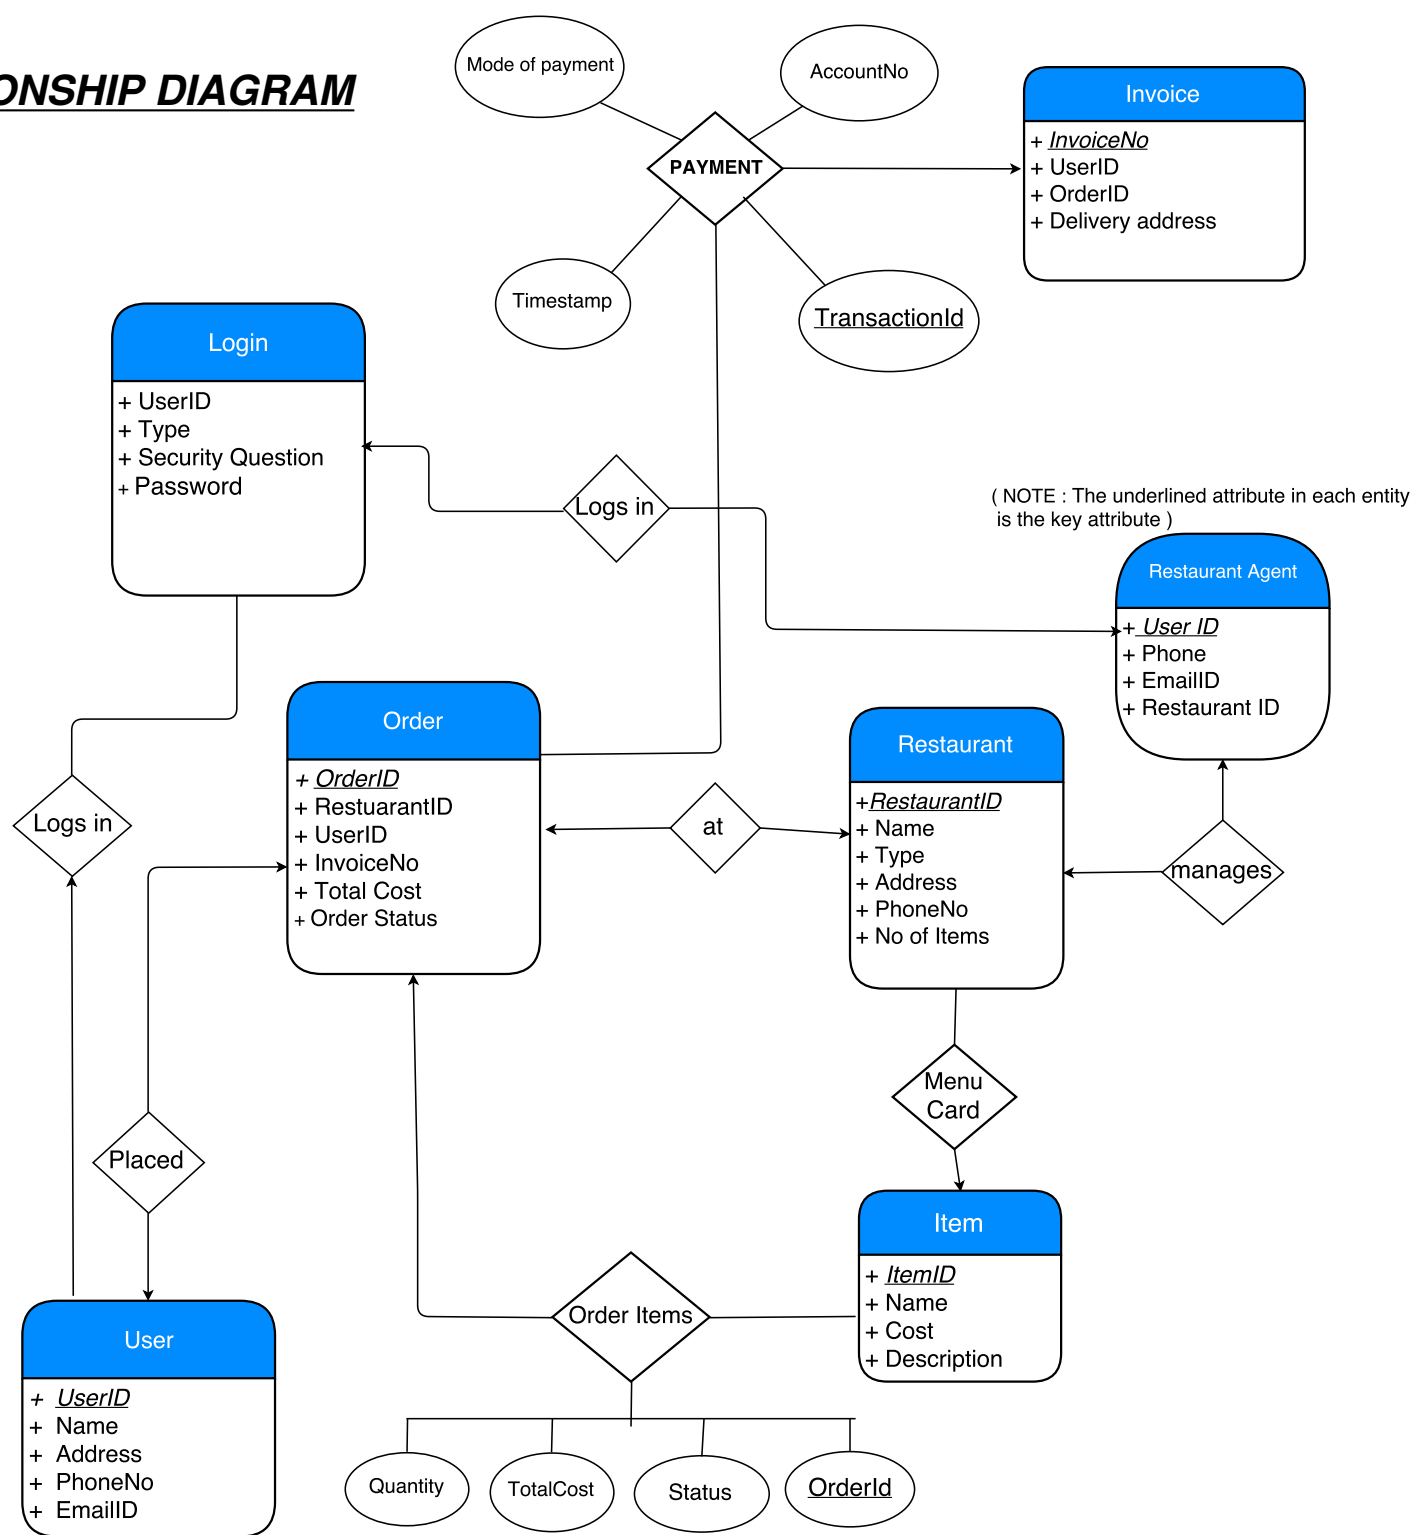 ONSHIP DIAGRAM
Mode of payment
AccountNo
PAYMENT
Timestamp
TransactionId
Invoice
+ InvoiceNo
+ UserID
+ OrderID
+ Delivery address
Login
+ UserID
+ Type
+ Security Question
+ Password
Logs in
( NOTE : The underlined attribute in each entity
is the key attribute )
Restaurant Agent
+ User ID
+ Phone
+ EmailID
+ Restaurant ID
Order
+ OrderID
+ RestuarantID
+ UserID
+ InvoiceNo
+ Total Cost
+ Order Status
at
Restaurant
+RestaurantID
+ Name
+ Type
+ Address
+ PhoneNo
+ No of Items
manages
Logs in
Placed
Menu
Card
Item
+ ItemID
+ Name
+ Cost
+ Description
Order Items
User
+ UserID
+ Name
+ Address
+ PhoneNo
+ EmailID
Quantity
TotalCost
Status
OrderId